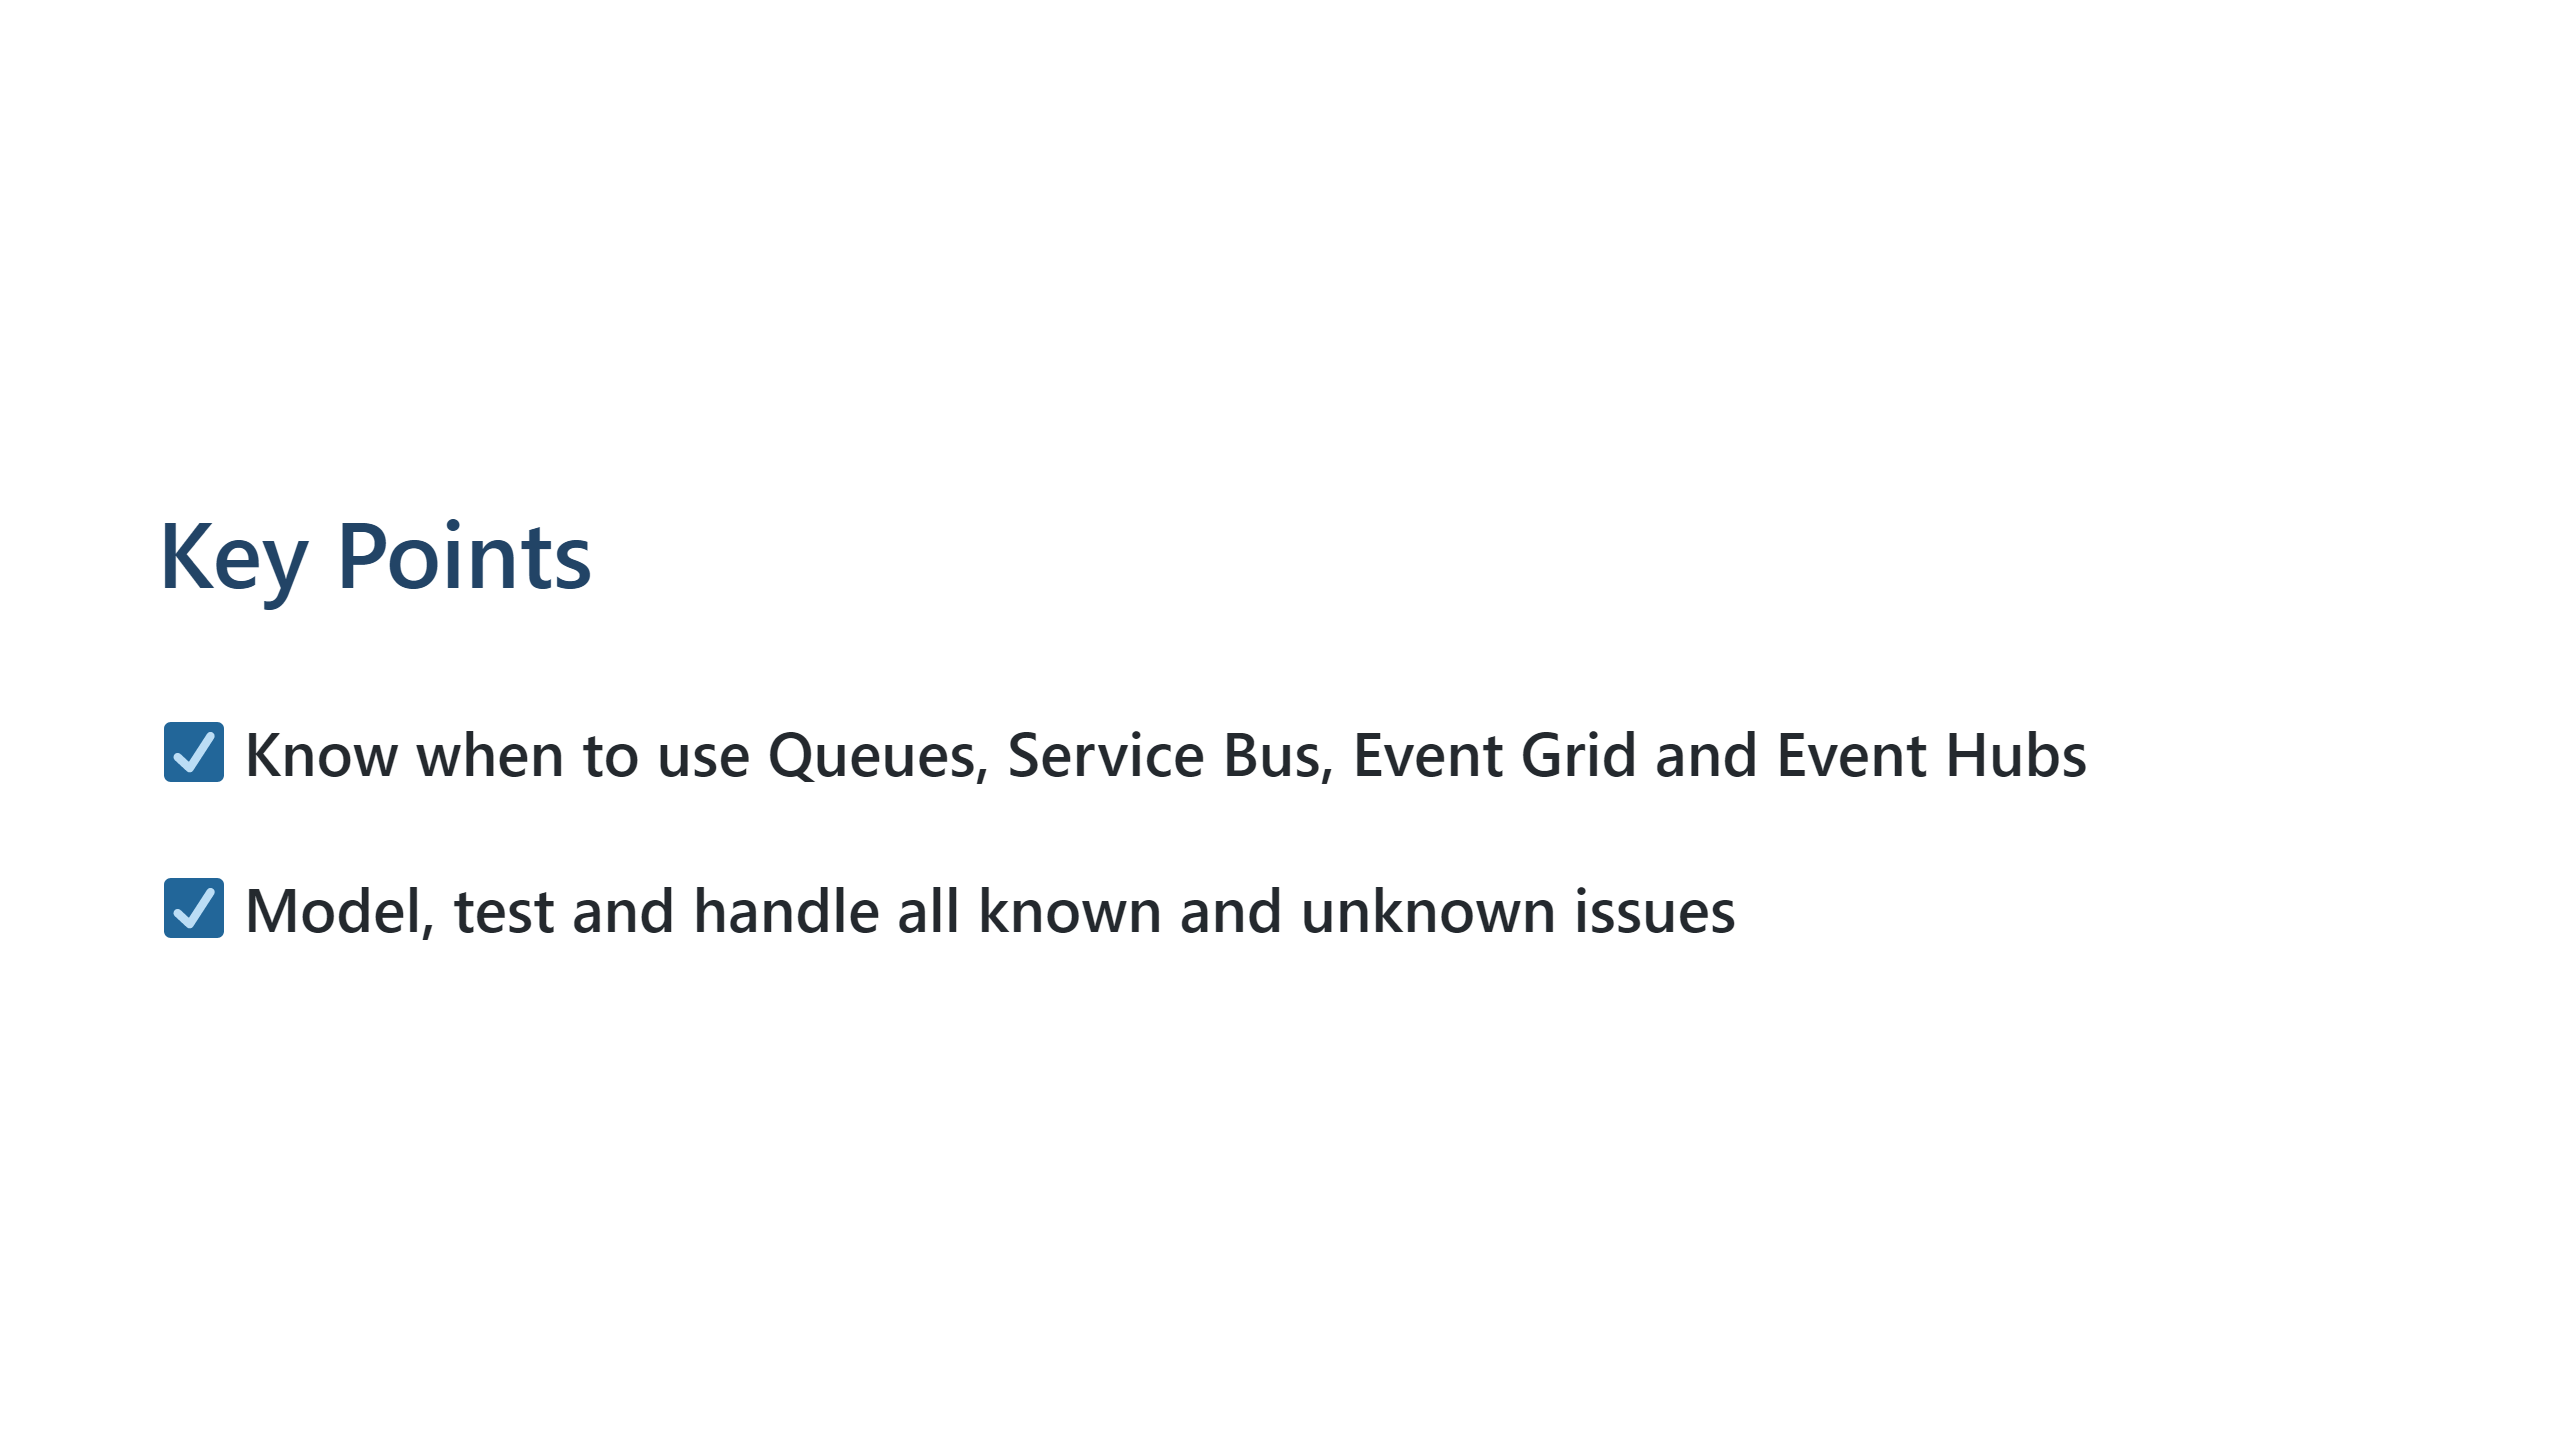 Key Points
☑ Know when to use Queues, Service Bus, Event Grid and Event Hubs
☑ Model, test and handle all known and unknown issues